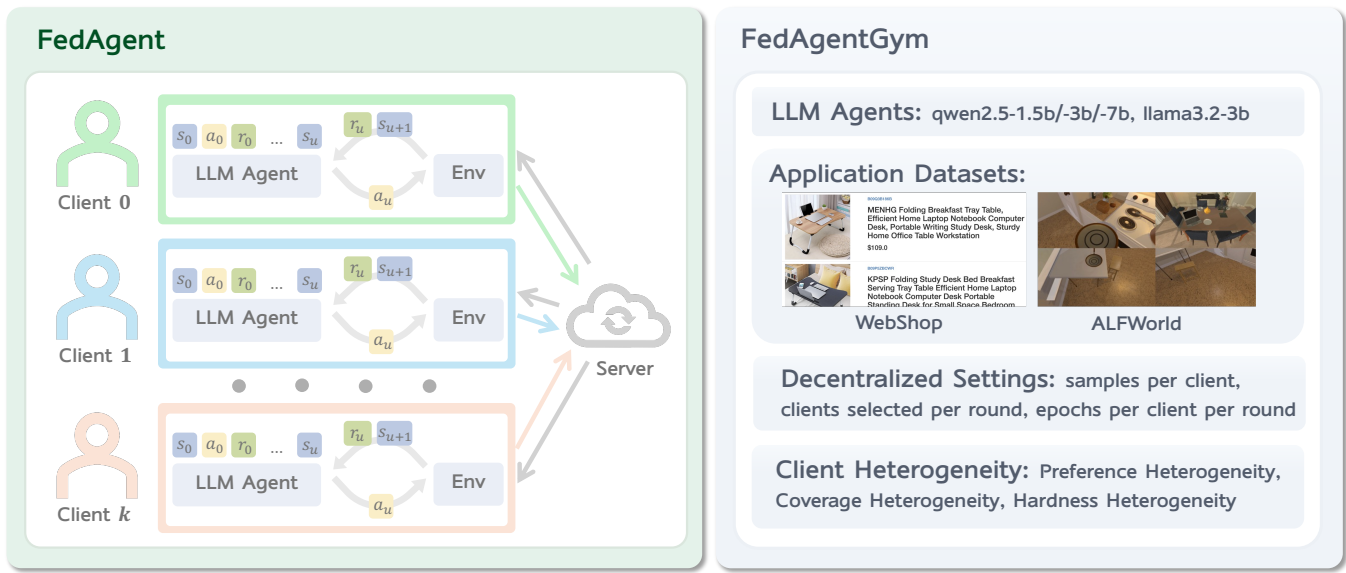 FedAgent
s0 a0 r0 ... su
ru su+1
LLM Agent
Env
au
Client 0
s0 a0 r0 ... su
ru su+1
LLM Agent
Env
au
Client 1
Server
s0 a0 r0 ... su
ru su+1
LLM Agent
Env
au
Client k
FedAgentGym
LLM Agents: qwen2.5-1.5b/-3b/-7b, llama3.2-3b
Application Datasets:
MENHG Folding Breakfast Tray Table,
Efficient Home Laptop Notebook Computer
Desk, Portable Writing Study Desk, Sturdy
Home Office Table Workstation
$109.0
KPSP Folding Study Desk Bed Breakfast
Serving Tray Table Efficient Home Laptop
Notebook Computer Desk Portable
Standing Desk for Small Space Bedroom
WebShop
ALFWorld
Decentralized Settings: samples per client,
clients selected per round, epochs per client per round
Client Heterogeneity: Preference Heterogeneity,
Coverage Heterogeneity, Hardness Heterogeneity